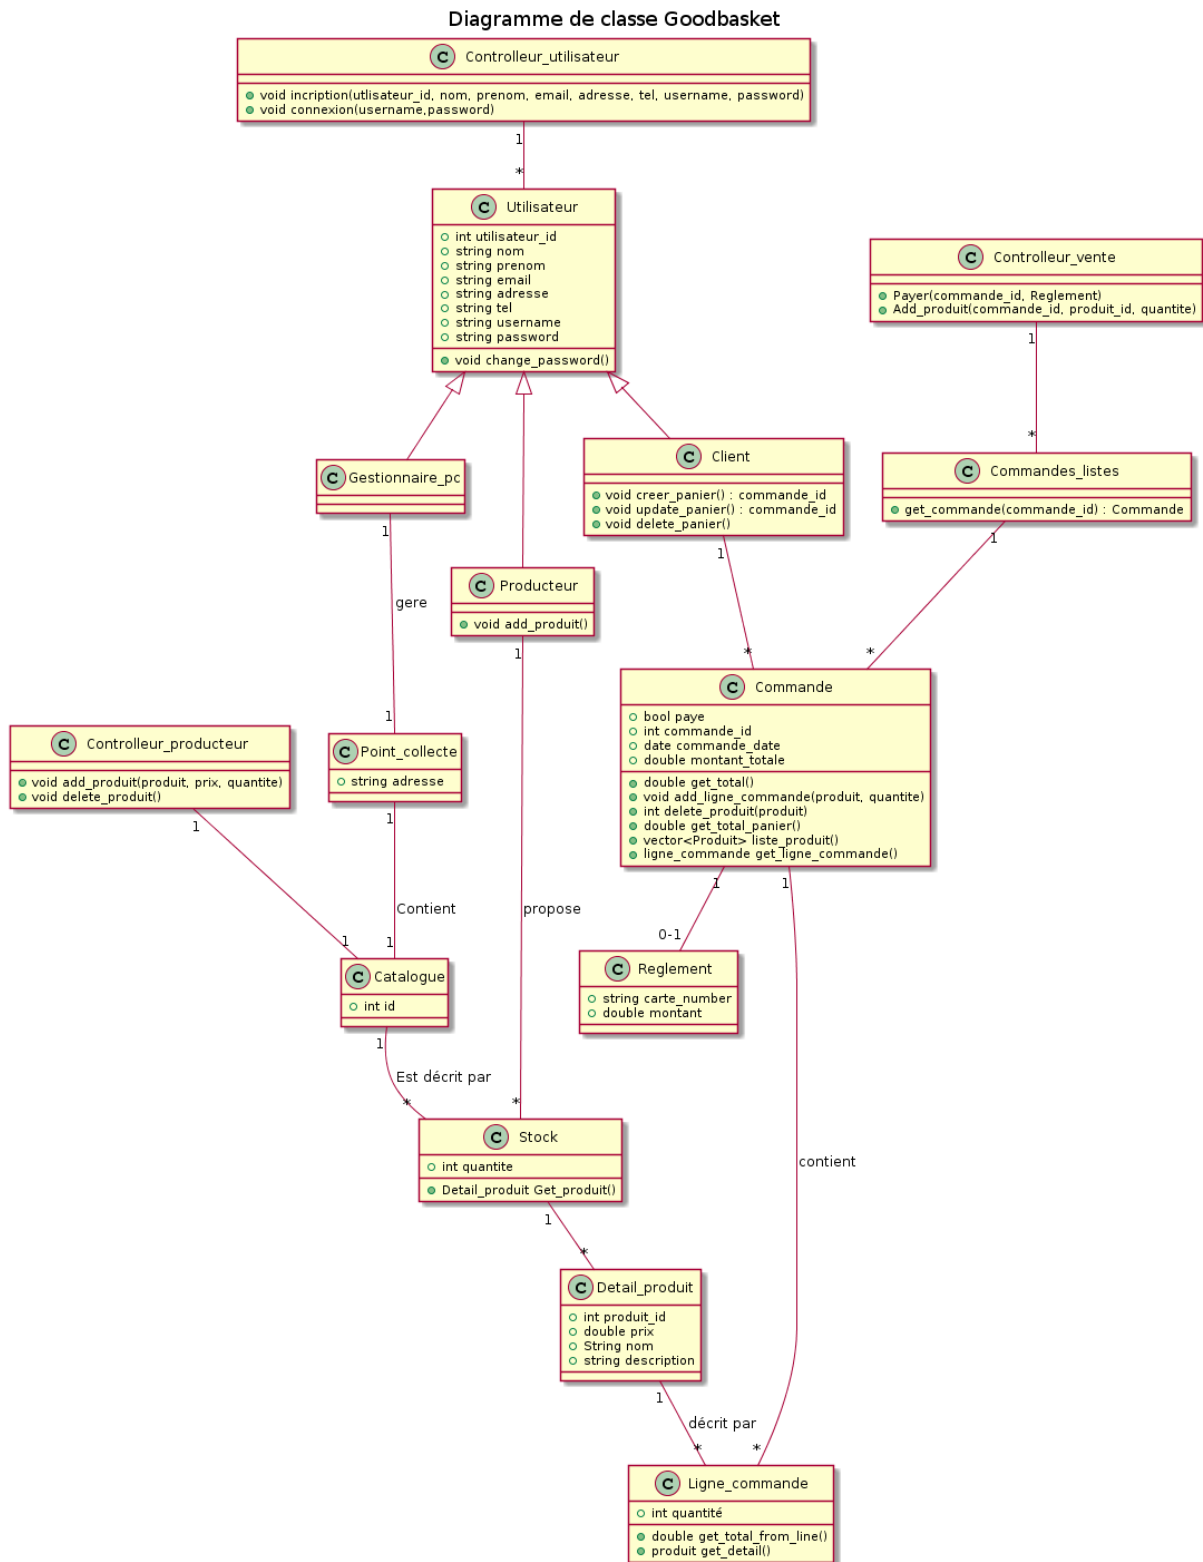 Diagramme de classe Goodbasket
C Controlleur_utilisateur
void incription(utlisateur_id, nom, prenom, email, adresse, tel, username, password)
void connexion(username,password)
1
*
C Utilisateur
int utilisateur_id
string nom
string prenom
string email
string adresse
string tel
string username
string password
void change_password()
C Controlleur_vente
Payer(commande_id, Reglement)
Add_produit(commande_id, produit_id, quantite)
1
*
C Gestionnaire_pc
1
gere
1
C Client
void creer_panier() : commande_id
void update_panier() : commande_id
void delete_panier()
1
*
C Commandes_listes
get_commande(commande_id) : Commande
1
*
C Producteur
void add_produit()
1
propose
*
C Commande
bool paye
int commande_id
date commande_date
double montant_totale
double get_total()
void add_ligne_commande(produit, quantite)
int delete_produit(produit)
double get_total_panier()
vector<Produit> liste_produit()
ligne_commande get_ligne_commande()
1
0-1
1
contient
*
C Controlleur_producteur
void add_produit(produit, prix, quantite)
void delete_produit()
1
1
C Point_collecte
string adresse
1
Contient
1
C Catalogue
int id
1
Est décrit par
*
C Reglement
string carte_number
double montant
C Stock
int quantite
Detail_produit Get_produit()
1
*
C Detail_produit
int produit_id
double prix
String nom
string description
1
décrit par
*
C Ligne_commande
int quantité
double get_total_from_line()
produit get_detail()